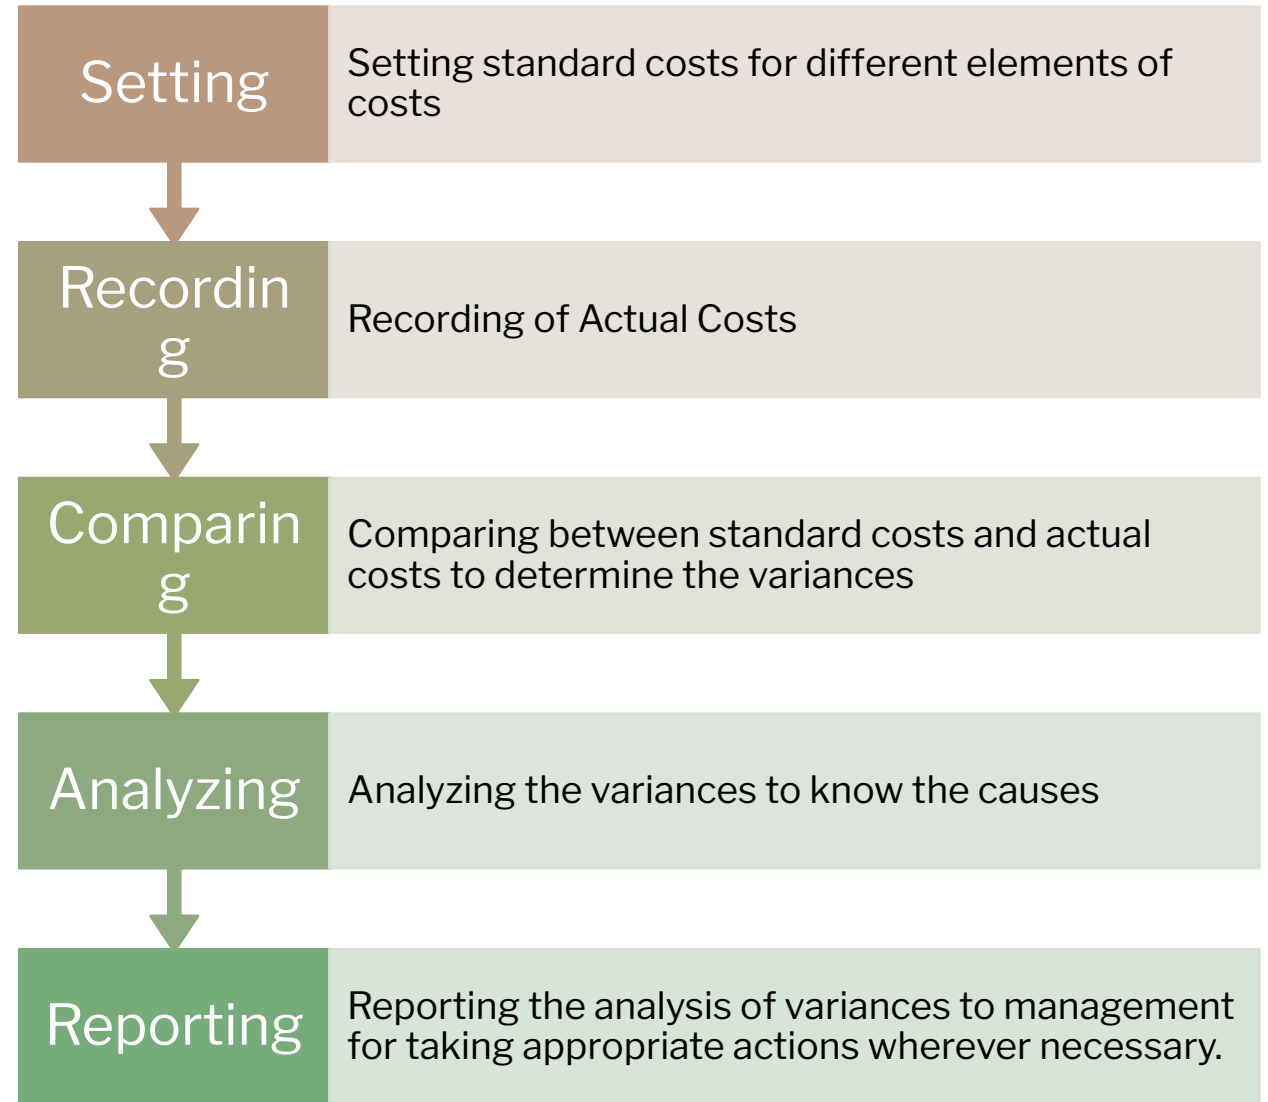 Setting
Setting standard costs for different elements of
costs
Recordin
g
Recording of Actual Costs
Comparin
g
Comparing between standard costs and actual
costs to determine the variances
Analyzing
Analyzing the variances to know the causes
Reporting
Reporting the analysis of variances to management
for taking appropriate actions wherever necessary.